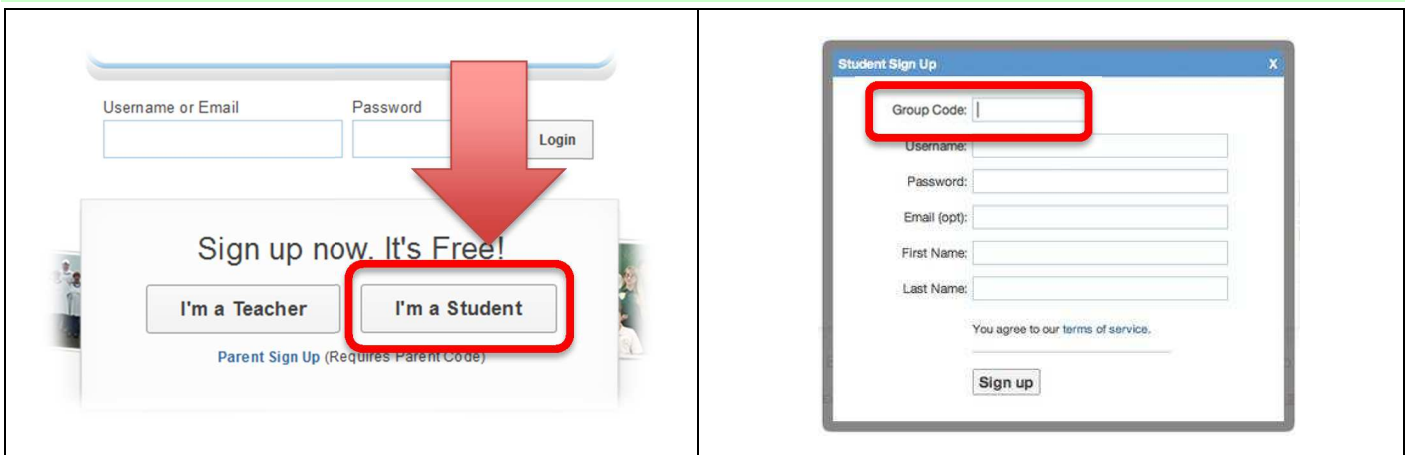 Username or Email Password
Login
Sign up now. It's Free!
I'm a Teacher I'm a Student
Parent Sign Up (Requires Parent Code)
Student Sign Up X
Group Code:
Username:
Password:
Email (opt):
First Name:
Last Name:
You agree to our terms of service.
Sign up